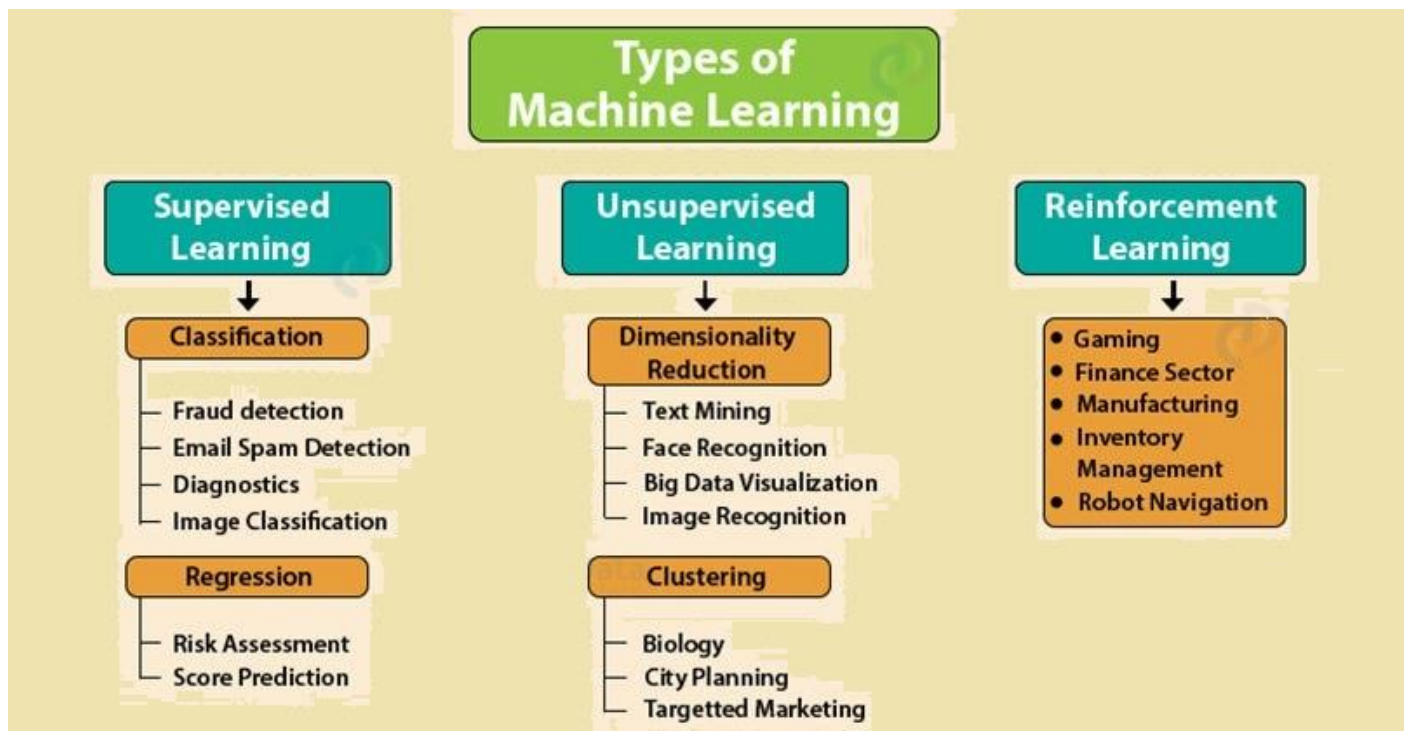 Types of
Machine Learning
Supervised
Learning
Classification
Fraud detection
Email Spam Detection
Diagnostics
Image Classification
Regression
Risk Assessment
Score Prediction
Unsupervised
Learning
Dimensionality
Reduction
Text Mining
Face Recognition
Big Data Visualization
Image Recognition
Clustering
Biology
City Planning
Targetted Marketing
Reinforcement
Learning
Gaming
Finance Sector
Manufacturing
Inventory
Management
Robot Navigation